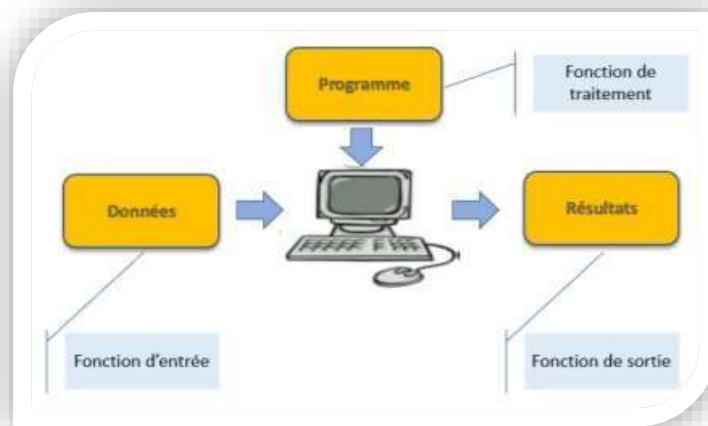 Programme
Fonction de
traitement
Données
Résultats
Fonction d'entrée
Fonction de sortie